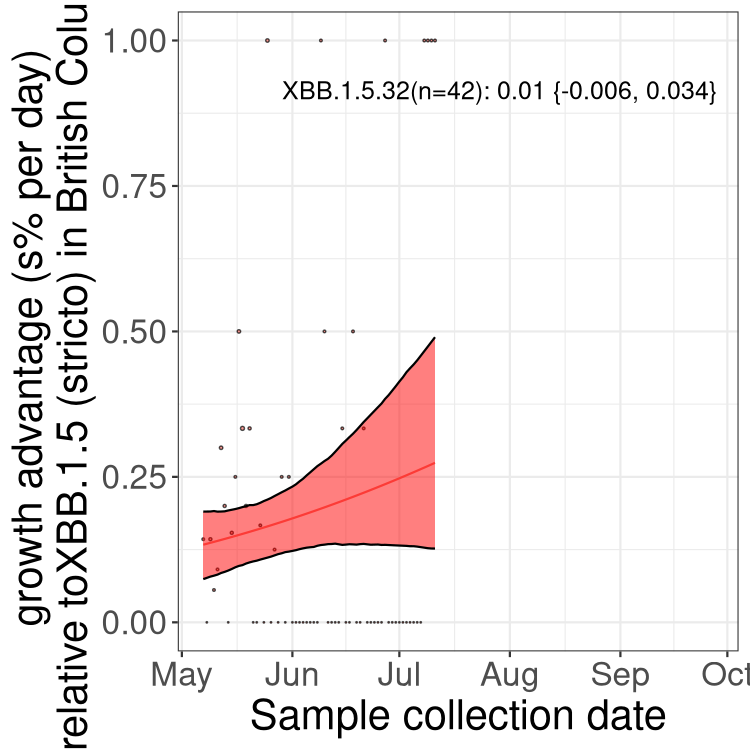 growth advantage (s% per day)
relative toXBB.1.5 (stricto) in British Colu
1.00
0.75
0.50
0.25
0.00
XBB.1.5.32(n=42): 0.01 {-0.006, 0.034}
May Jun Jul Aug Sep Oct
Sample collection date